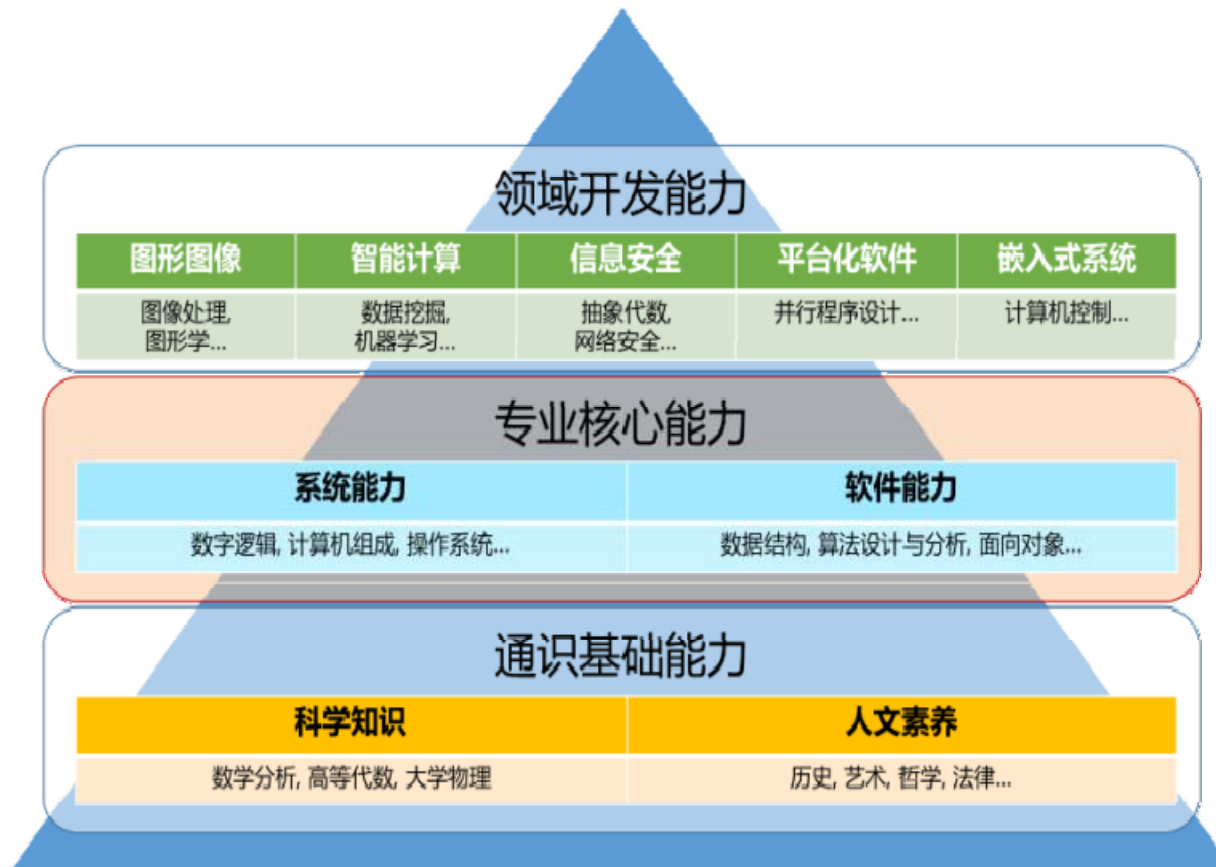 领域开发能力
图形图像 智能计算 信息安全 平台化软件 嵌入式系统
图像处理, 数据挖掘, 抽象代数, 并行程序设计... 计算机控制...
图形学... 机器学习... 网络安全...
专业核心能力
系统能力 软件能力
数字逻辑, 计算机组成, 操作系统... 数据结构, 算法设计与分析, 面向对象...
通识基础能力
科学知识 人文素养
数学分析, 高等代数, 大学物理 历史, 艺术, 哲学, 法律...